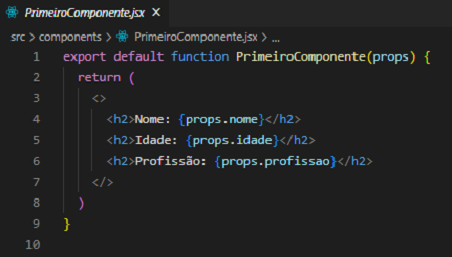 PrimeiroComponente.jsx X
src > components > PrimeiroComponente.jsx > ...
1 export default function PrimeiroComponente(props) {
2 return (
3 <>
4 <h2>Nome: {props.nome}</h2>
5 <h2>Idade: {props.idade}</h2>
6 <h2>Profissão: {props.profissao}</h2>
7 </>
8 )
9 }
10